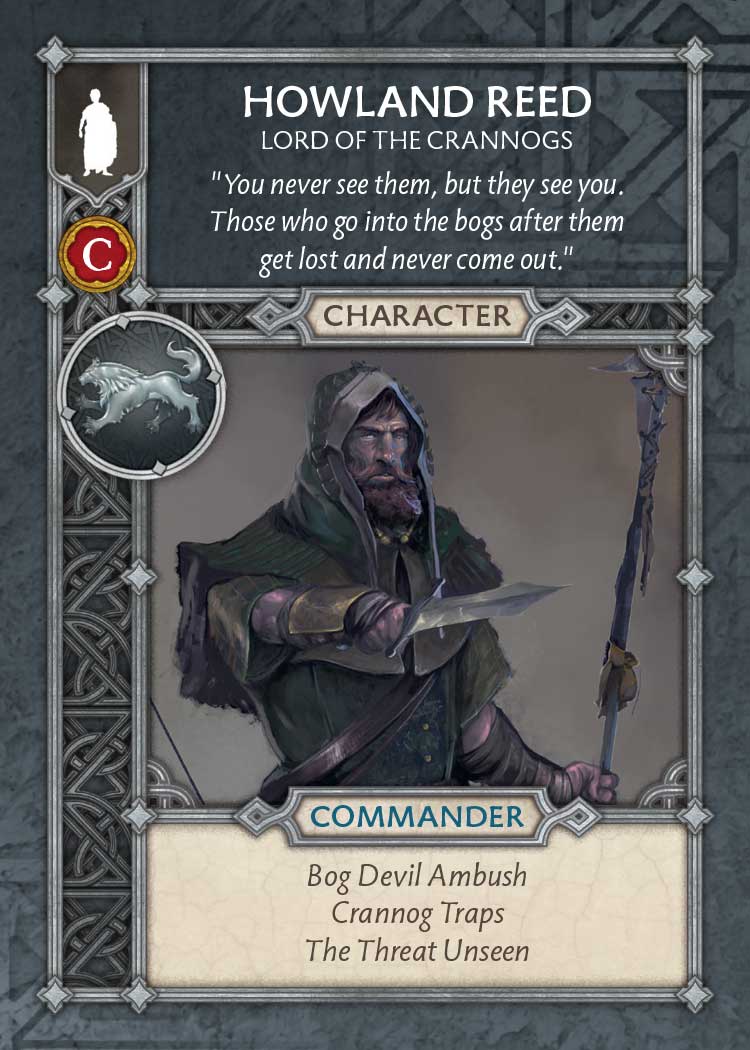 HOWLAND REED
LORD OF THE CRANNOGS
"You never see them, but they see you.
Those who go into the bogs after them
get lost and never come out."
C
CHARACTER
COMMANDER
Bog Devil Ambush
Crannog Traps
The Threat Unseen